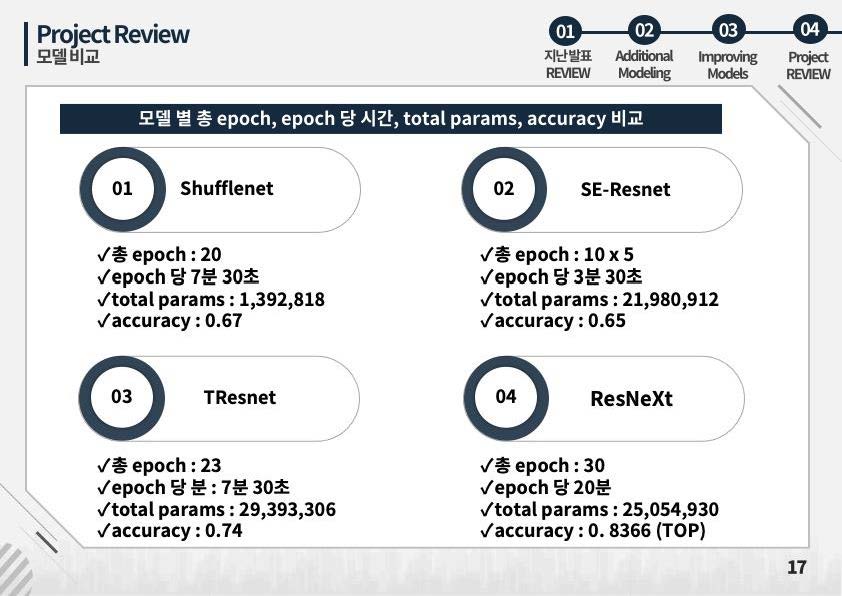 Project Review
모델 비교
01
02
03
04
지난 발표
REVIEW
Additional
Modeling
Improving
Models
Project
REVIEW
모델 별 총 epoch, epoch 당 시간, total params, accuracy 비교
01
Shufflenet
✓총 epoch : 20
✓epoch 당 7분 30초
✓total params : 1,392,818
✓accuracy : 0.67
02
SE-Resnet
✓총 epoch : 10 x 5
✓epoch 당 3분 30초
✓total params : 21,980,912
✓accuracy : 0.65
03
TResnet
✓총 epoch : 23
✓epoch 당 분 : 7분 30초
✓total params : 29,393,306
✓accuracy : 0.74
04
ResNeXt
✓총 epoch : 30
✓epoch 당 20분
✓total params : 25,054,930
✓accuracy : 0. 8366 (TOP)
17